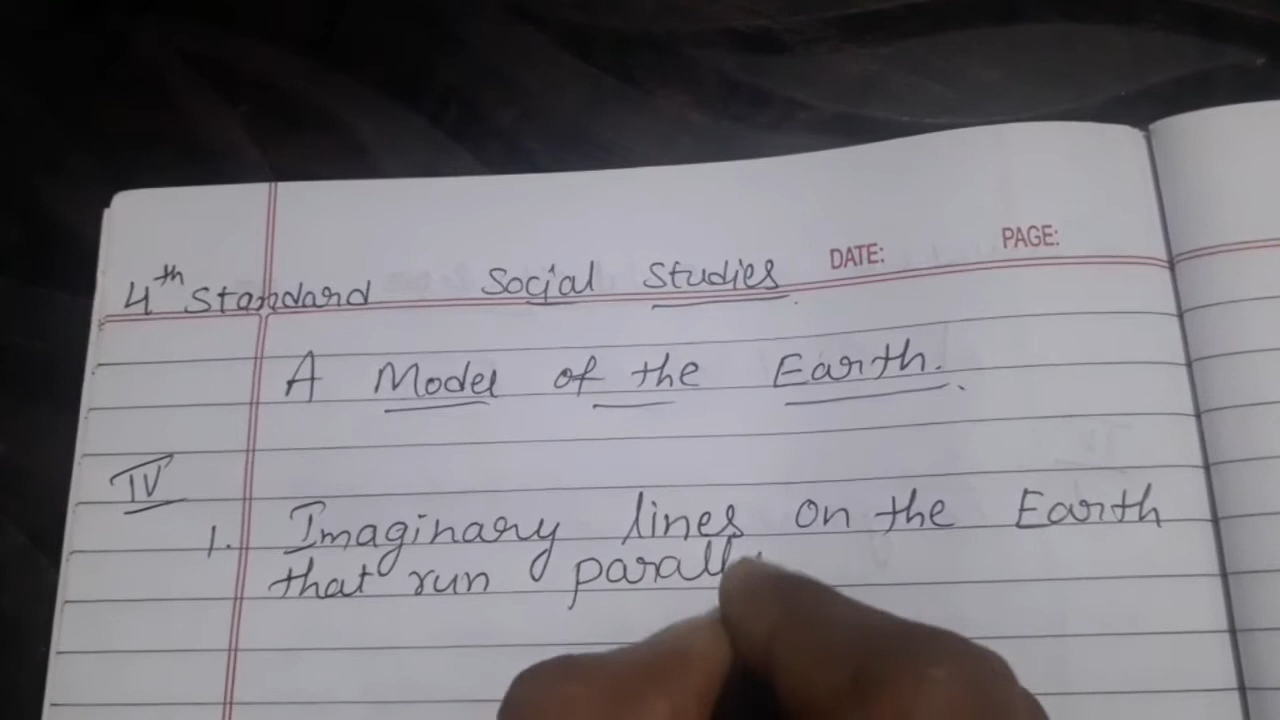 DATE:
PAGE:
4th Standard Social Studies
A Model of the Earth.
IV
1. Imaginary lines on the Earth
that run parall